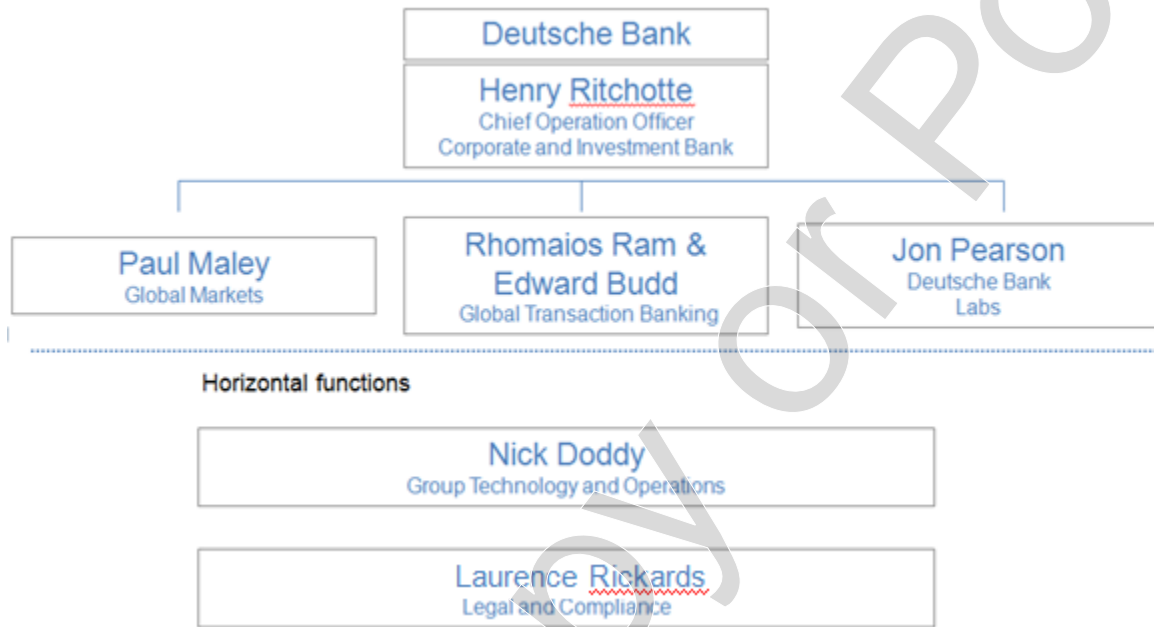 Deutsche Bank
Henry Ritchotte
Chief Operation Officer
Corporate and Investment Bank
Paul Maley
Global Markets
Rhomaios Ram &
Edward Budd
Global Transaction Banking
Jon Pearson
Deutsche Bank
Labs
Horizontal functions
Nick Doddy
Group Technology and Operations
Laurence Rickards
Legal and Compliance